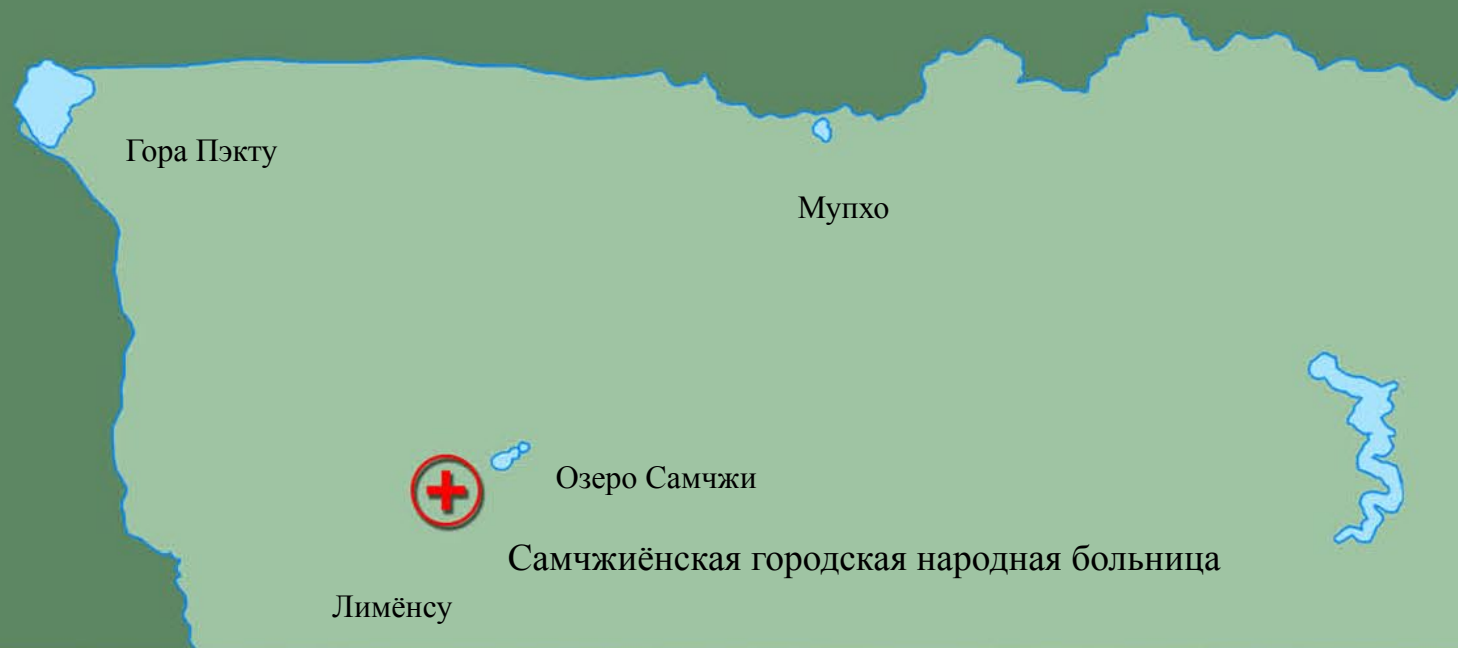 Гора Пэкту
Мупхо
Озеро Самчжи
Самчжиёнская городская народная больница
Лимёнсу